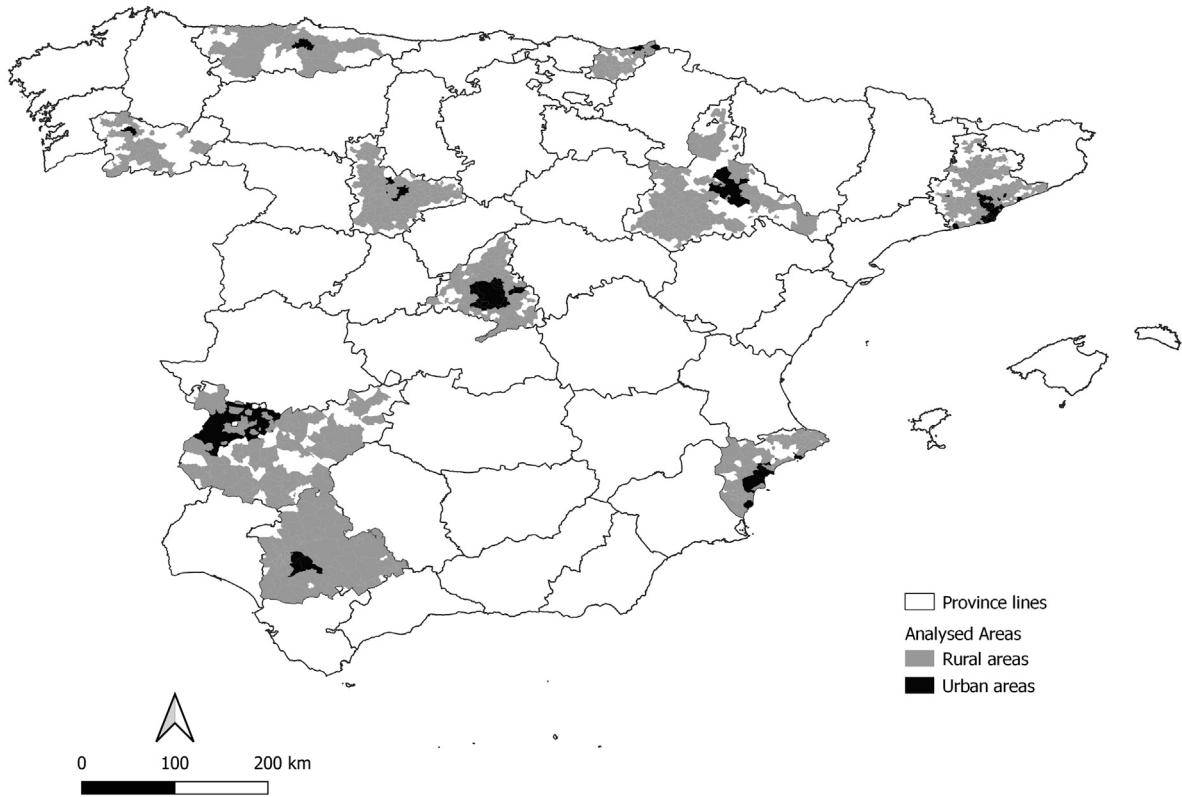 Province lines
Analysed Areas
Rural areas
Urban areas
0 100 200 km